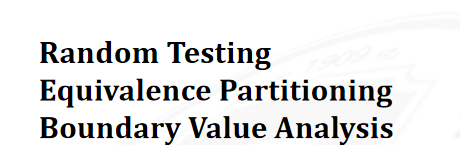 Random Testing
Equivalence Partitioning
Boundary Value Analysis